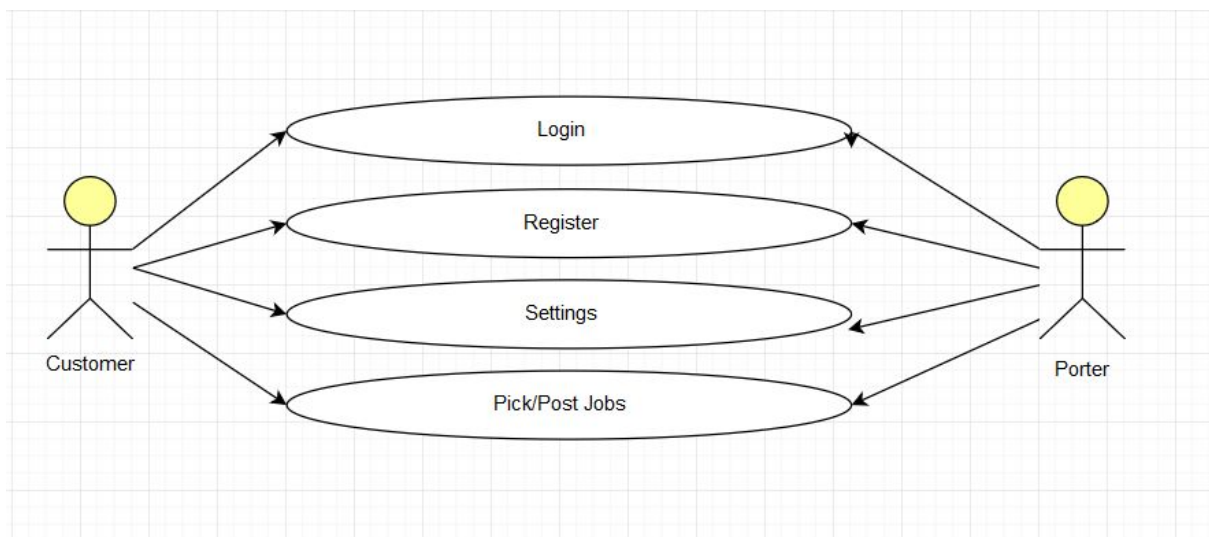 Login
Register
Settings
Customer
Porter
Pick/Post Jobs